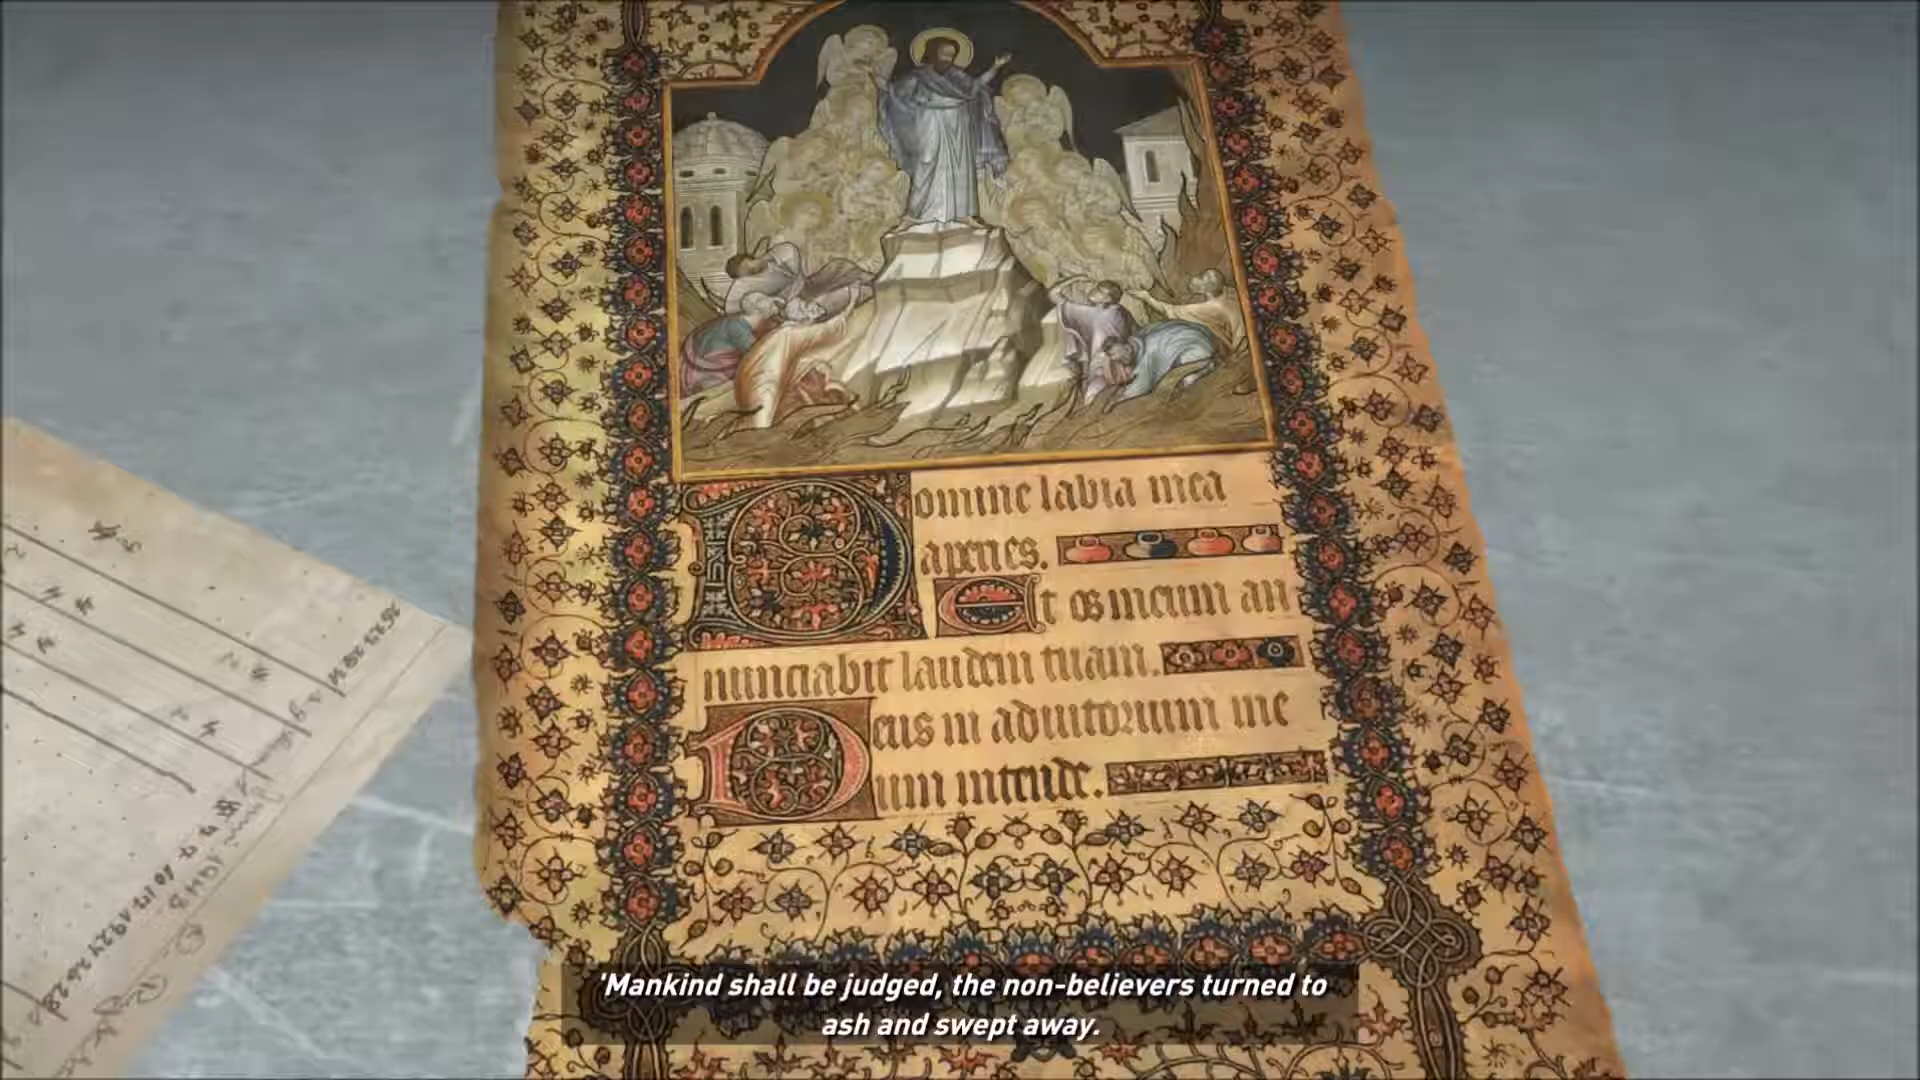 Domine labia mea
aperies.
Et os meum an
nunciabit laudem tuam.
Deus in adiutorium me
um intende.
'Mankind shall be judged, the non-believers turned to
ash and swept away.